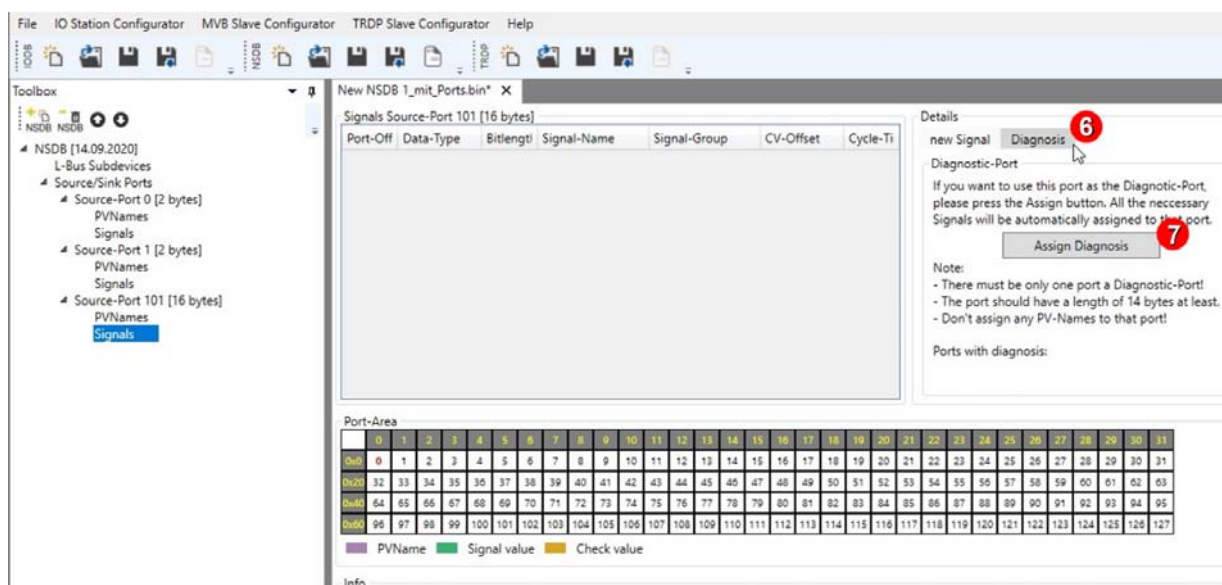 File IO Station Configurator MVB Slave Configurator TRDP Slave Configurator Help
IODB NSDB TRDP
Toolbox
NSDB NSDB
NSDB [14.09.2020]
L-Bus Subdevices
Source/Sink Ports
Source-Port 0 [2 bytes]
PVNames
Signals
Source-Port 1 [2 bytes]
PVNames
Signals
Source-Port 101 [16 bytes]
PVNames
Signals
New NSDB 1_mit_Ports.bin* X
Signals Source-Port 101 [16 bytes]
Port-Off Data-Type Bitlengtl Signal-Name Signal-Group CV-Offset Cycle-Ti
Details
new Signal Diagnosis 6
Diagnostic-Port
If you want to use this port as the Diagnotic-Port,
please press the Assign button. All the neccessary
Signals will be automatically assigned to that port.
Assign Diagnosis 7
Note:
- There must be only one port a Diagnostic-Port!
- The port should have a length of 14 bytes at least.
- Don't assign any PV-Names to that port!
Ports with diagnosis:
Port-Area
0 1 2 3 4 5 6 7 8 9 10 11 12 13 14 15 16 17 18 19 20 21 22 23 24 25 26 27 28 29 30 31
0x0 0 1 2 3 4 5 6 7 8 9 10 11 12 13 14 15 16 17 18 19 20 21 22 23 24 25 26 27 28 29 30 31
0x20 32 33 34 35 36 37 38 39 40 41 42 43 44 45 46 47 48 49 50 51 52 53 54 55 56 57 58 59 60 61 62 63
0x40 64 65 66 67 68 69 70 71 72 73 74 75 76 77 78 79 80 81 82 83 84 85 86 87 88 89 90 91 92 93 94 95
0x60 96 97 98 99 100 101 102 103 104 105 106 107 108 109 110 111 112 113 114 115 116 117 118 119 120 121 122 123 124 125 126 127
PVName Signal value Check value
Info